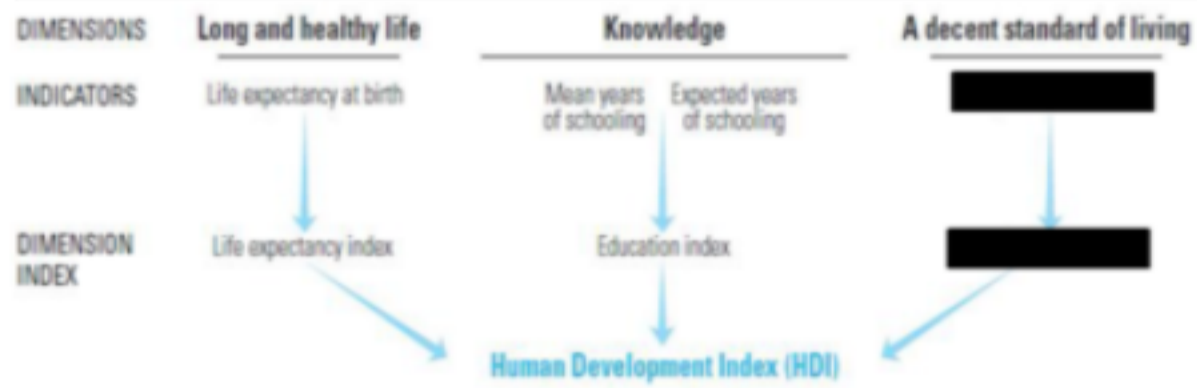 DIMENSIONS Long and healthy life Knowledge A decent standard of living
INDICATORS Life expectancy at birth Mean years Expected years
of schooling of schooling
DIMENSION Life expectancy index Education index
INDEX
Human Development Index (HDI)